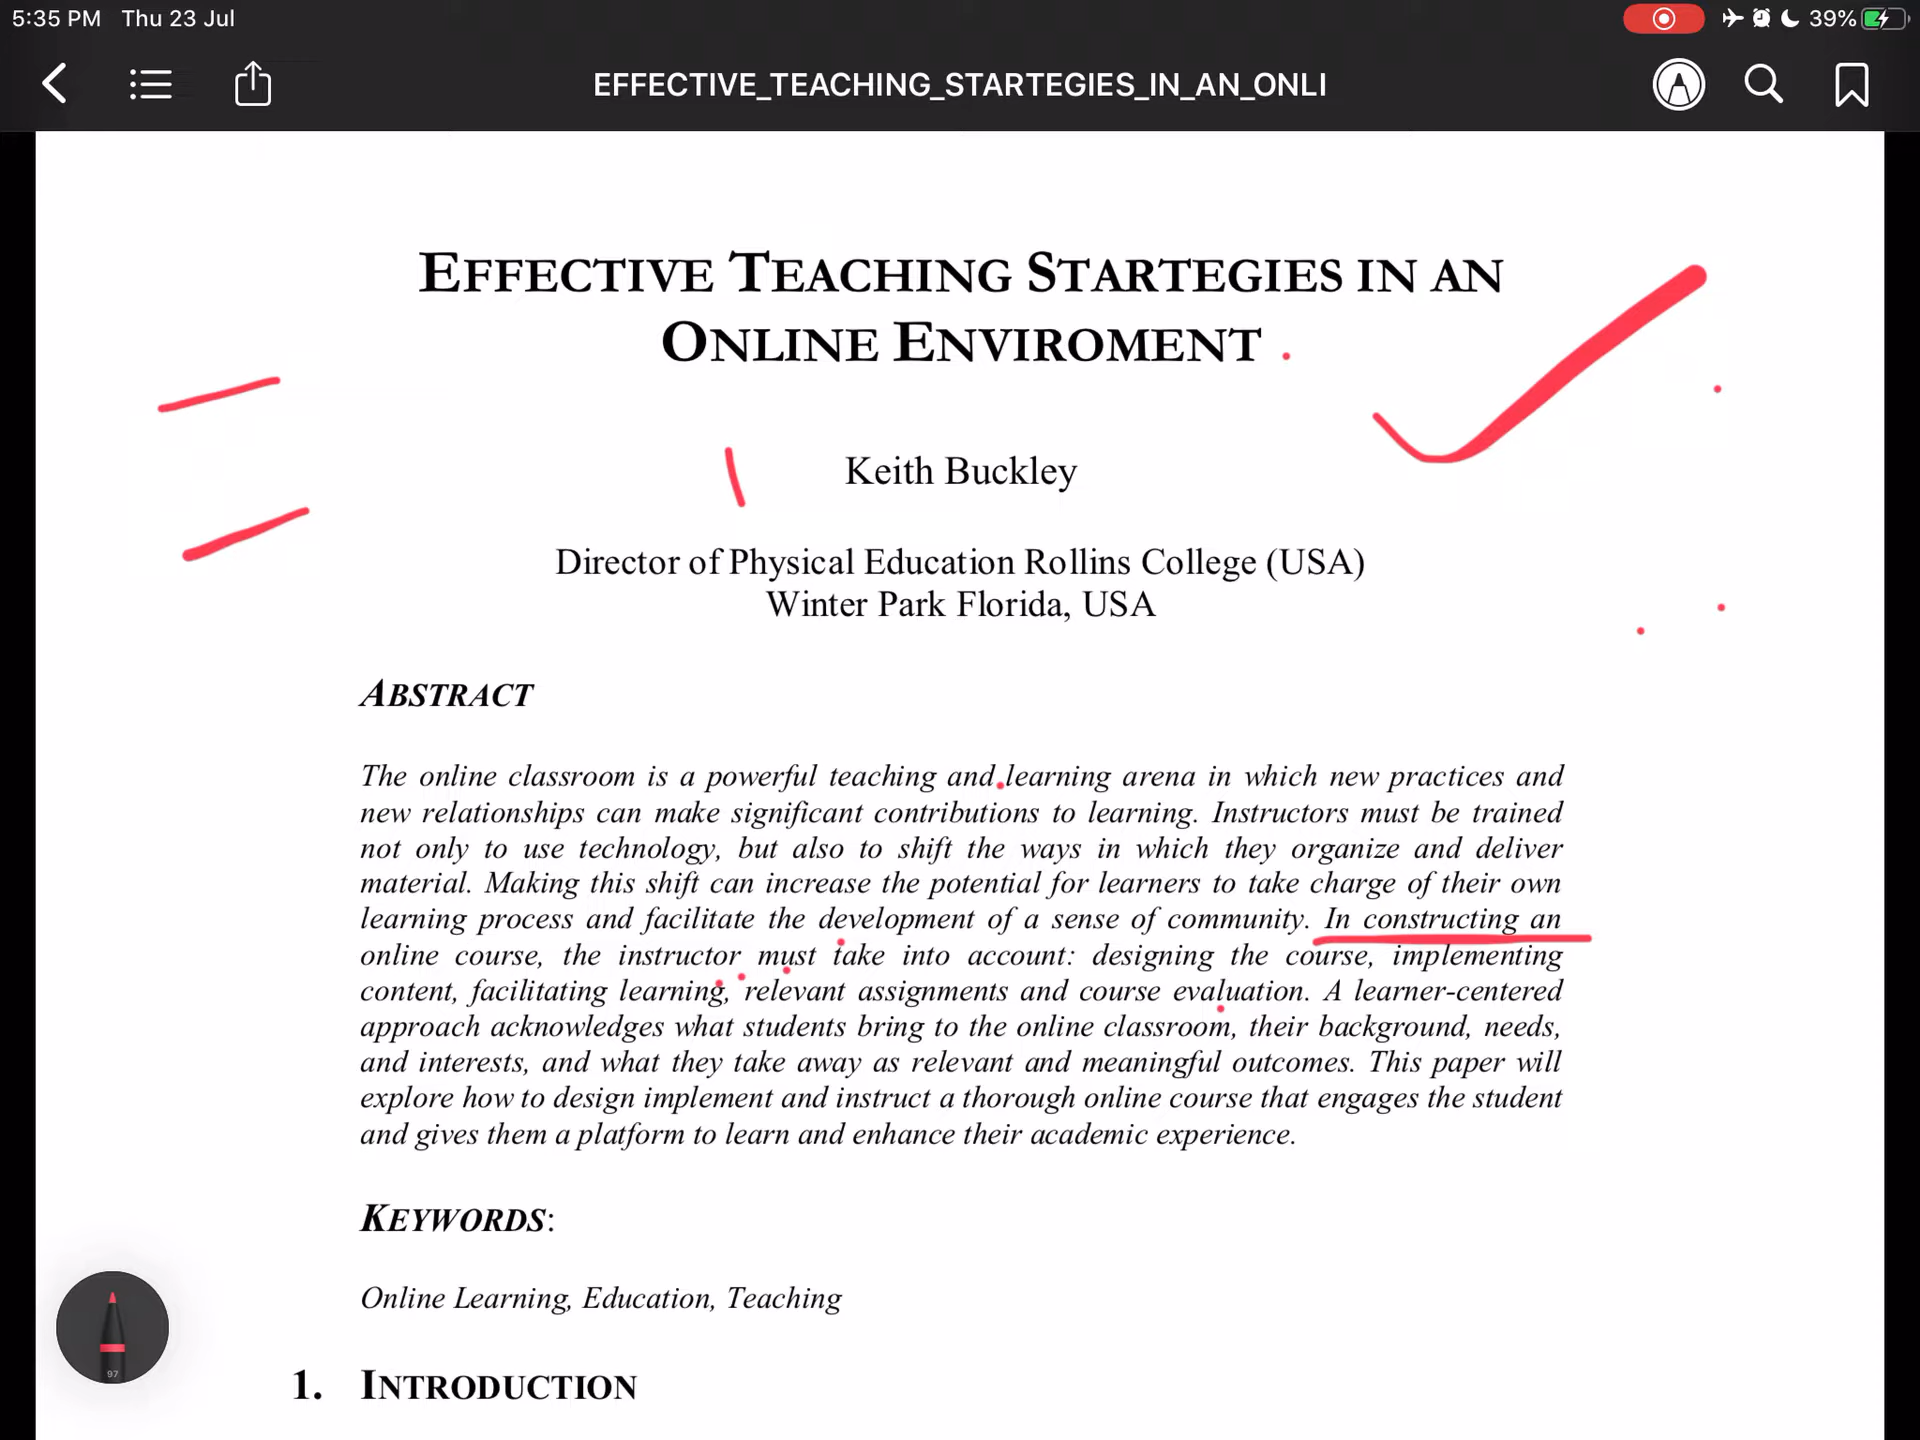 5:35 PM Thu 23 Jul
39%
EFFECTIVE_TEACHING_STARTEGIES_IN_AN_ONLI
EFFECTIVE TEACHING STARTEGIES IN AN
ONLINE ENVIROMENT
Keith Buckley
Director of Physical Education Rollins College (USA)
Winter Park Florida, USA
ABSTRACT
The online classroom is a powerful teaching and learning arena in which new practices and
new relationships can make significant contributions to learning. Instructors must be trained
not only to use technology, but also to shift the ways in which they organize and deliver
material. Making this shift can increase the potential for learners to take charge of their own
learning process and facilitate the development of a sense of community. In constructing an
online course, the instructor must take into account: designing the course, implementing
content, facilitating learning, relevant assignments and course evaluation. A learner-centered
approach acknowledges what students bring to the online classroom, their background, needs,
and interests, and what they take away as relevant and meaningful outcomes. This paper will
explore how to design implement and instruct a thorough online course that engages the student
and gives them a platform to learn and enhance their academic experience.
KEYWORDS:
Online Learning, Education, Teaching
97
1. INTRODUCTION